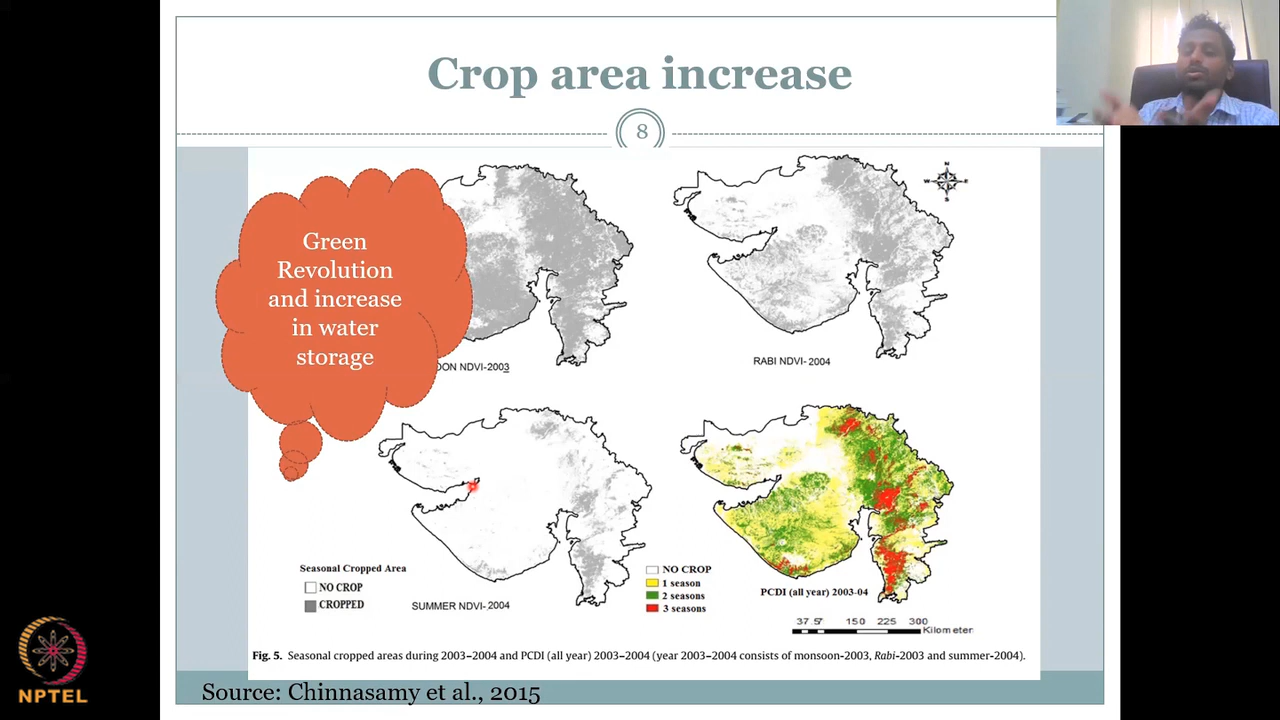 Crop area increase
8
Green
Revolution
and increase
in water
storage
N
W
E
S
DON NDVI-2003
RABI NDVI- 2004
Seasonal Cropped Area
NO CROP
CROPPED
SUMMER NDVI- 2004
NO CROP
1 season
2 seasons
3 seasons
PCDI (all year) 2003-04
37.5 150 225 300
Kilometer
Fig. 5. Seasonal cropped areas during 2003–2004 and PCDI (all year) 2003–2004 (year 2003–2004 consists of monsoon-2003, Rabi-2003 and summer-2004).
Source: Chinnasamy et al., 2015
NPTEL